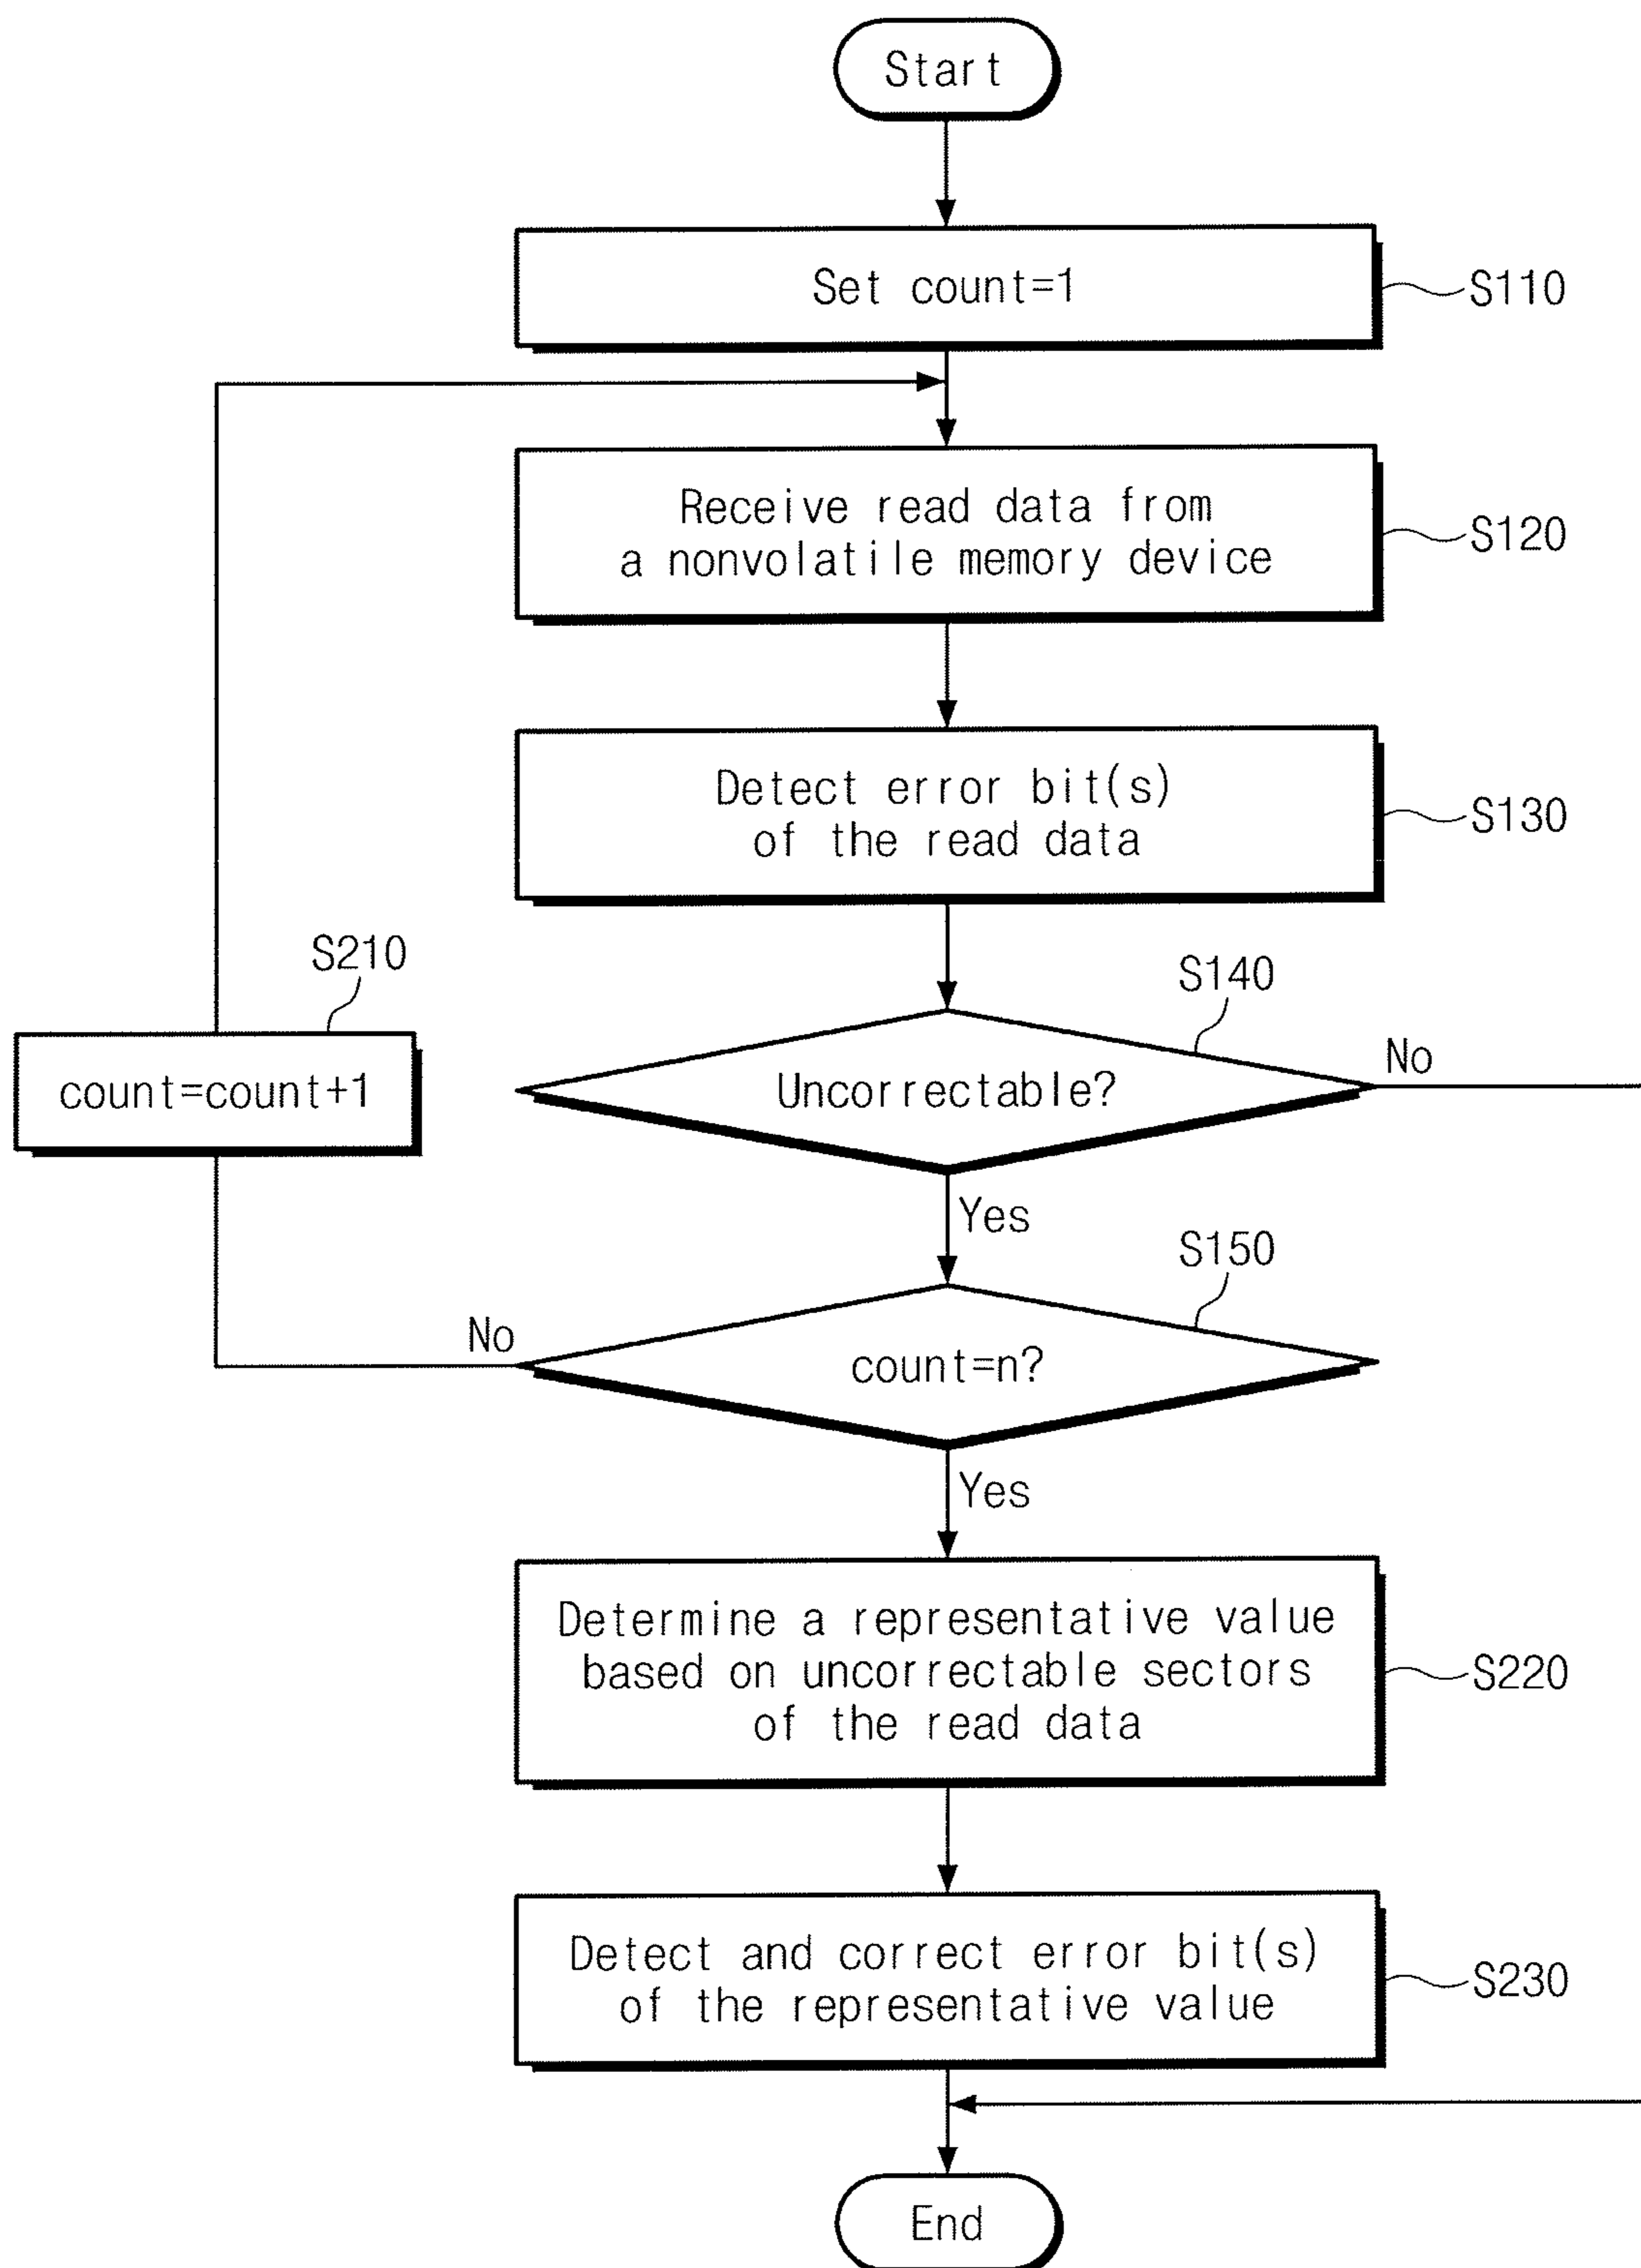 Start
Set count=1
S110
Receive read data from
a nonvolatile memory device
S120
Detect error bit(s)
of the read data
S130
S210
count=count+1
S140
Uncorrectable?
No
Yes
S150
No
count=n?
Yes
Determine a representative value
based on uncorrectable sectors
of the read data
S220
Detect and correct error bit(s)
of the representative value
S230
End